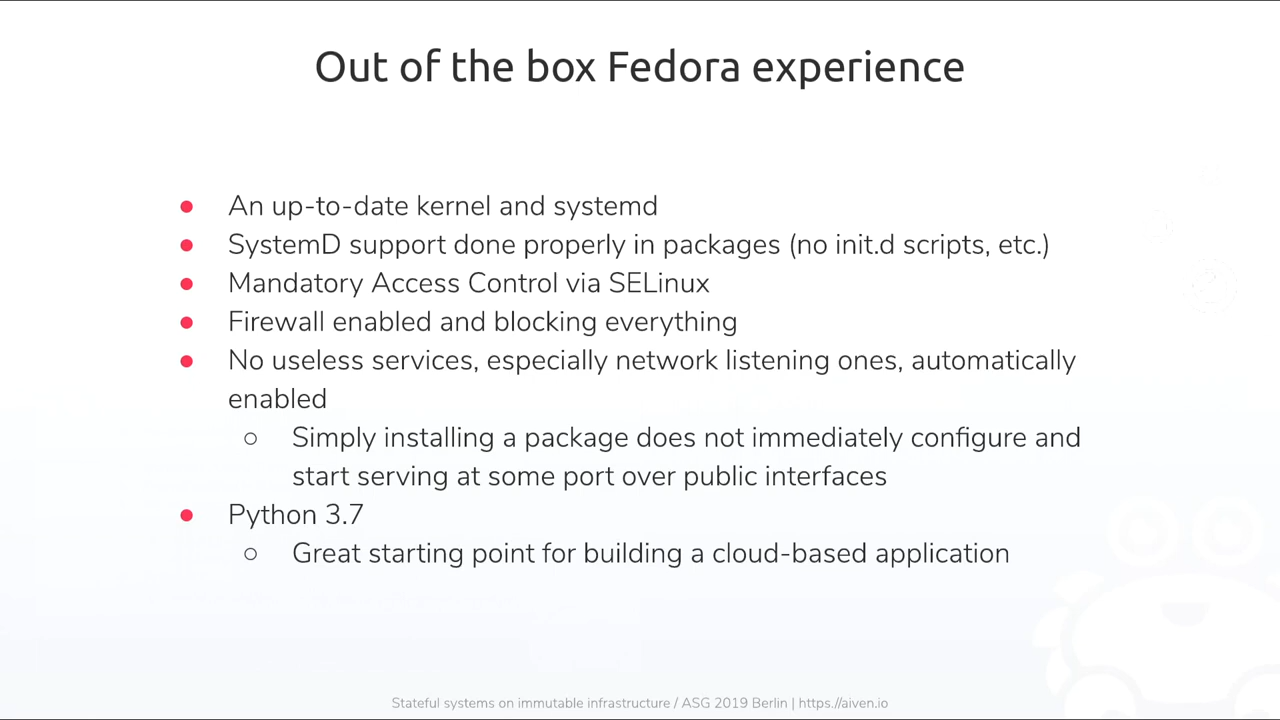 Out of the box Fedora experience
● An up-to-date kernel and systemd
● SystemD support done properly in packages (no init.d scripts, etc.)
● Mandatory Access Control via SELinux
● Firewall enabled and blocking everything
● No useless services, especially network listening ones, automatically
enabled
○ Simply installing a package does not immediately configure and
start serving at some port over public interfaces
● Python 3.7
○ Great starting point for building a cloud-based application
Stateful systems on immutable infrastructure / ASG 2019 Berlin | https://aiven.io